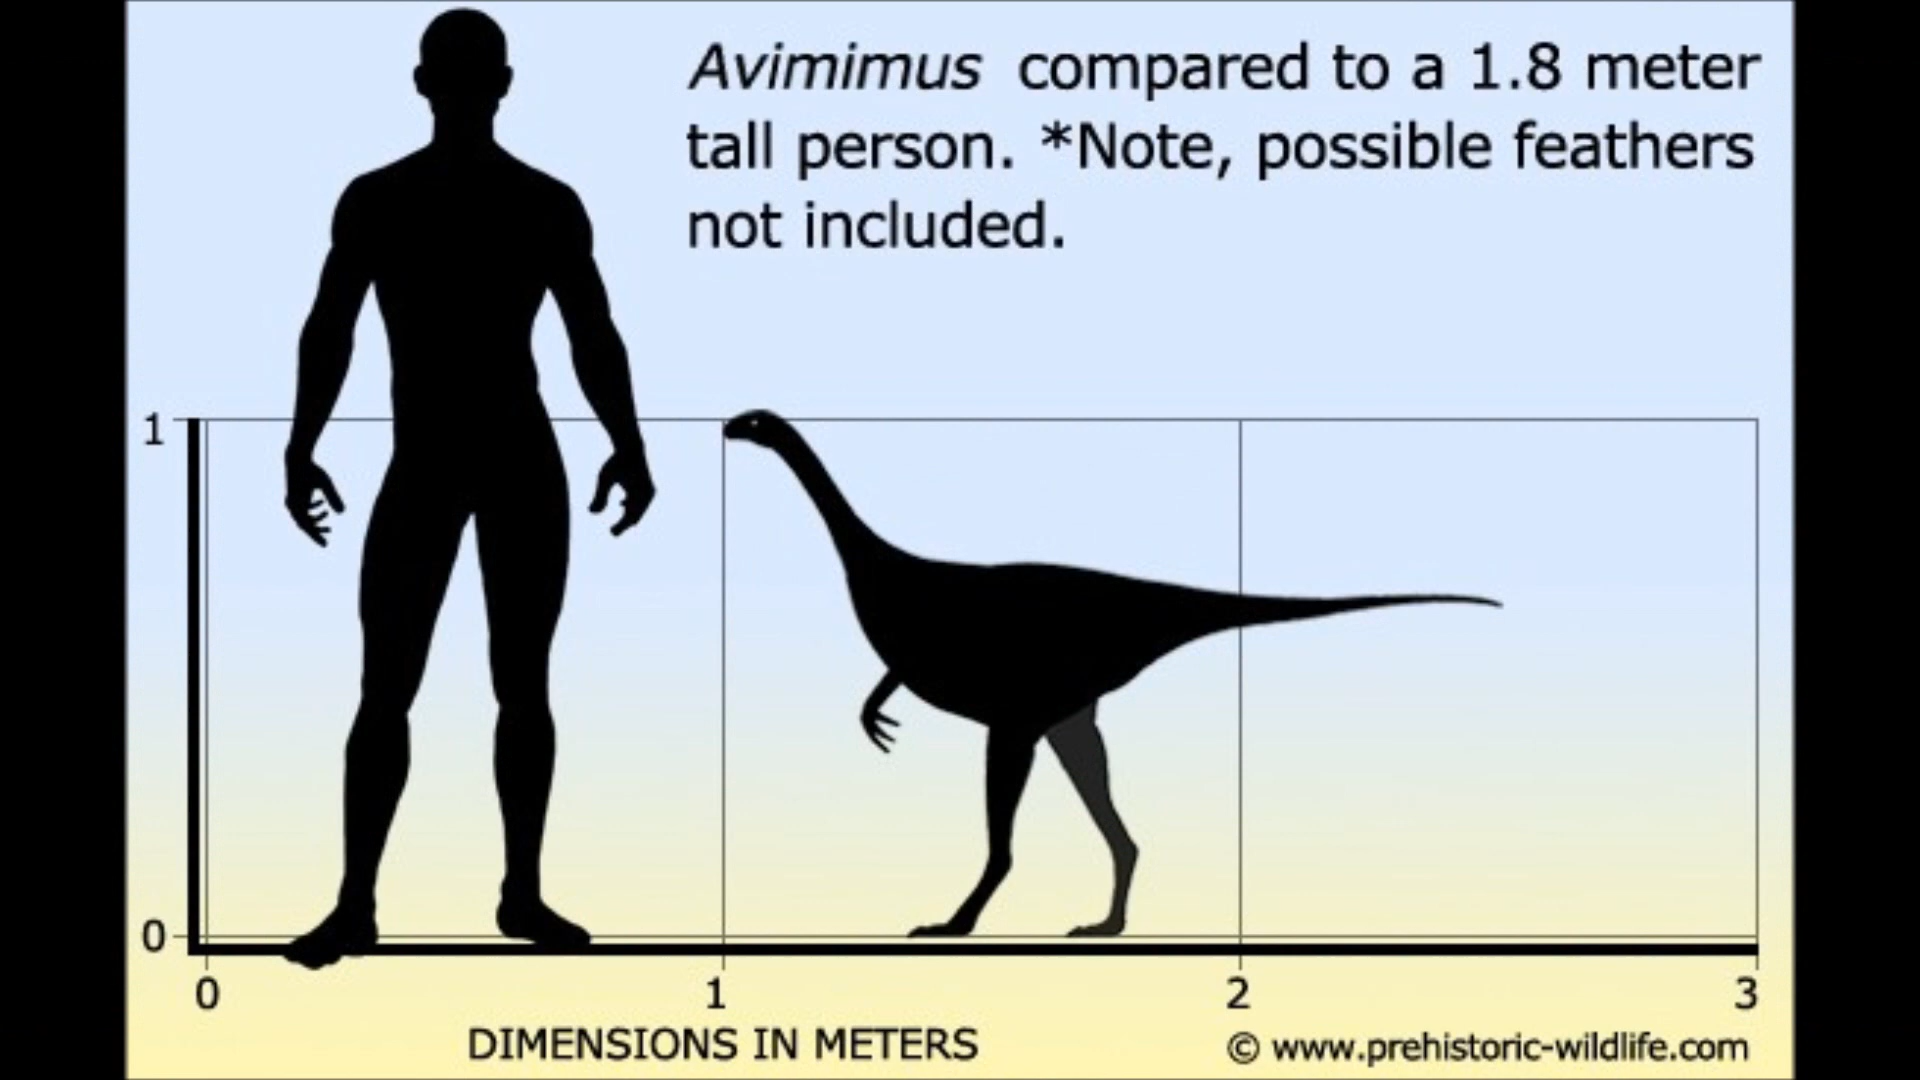 Avimimus compared to a 1.8 meter
tall person. *Note, possible feathers
not included.
1
0
0 1 2 3
DIMENSIONS IN METERS
© www.prehistoric-wildlife.com